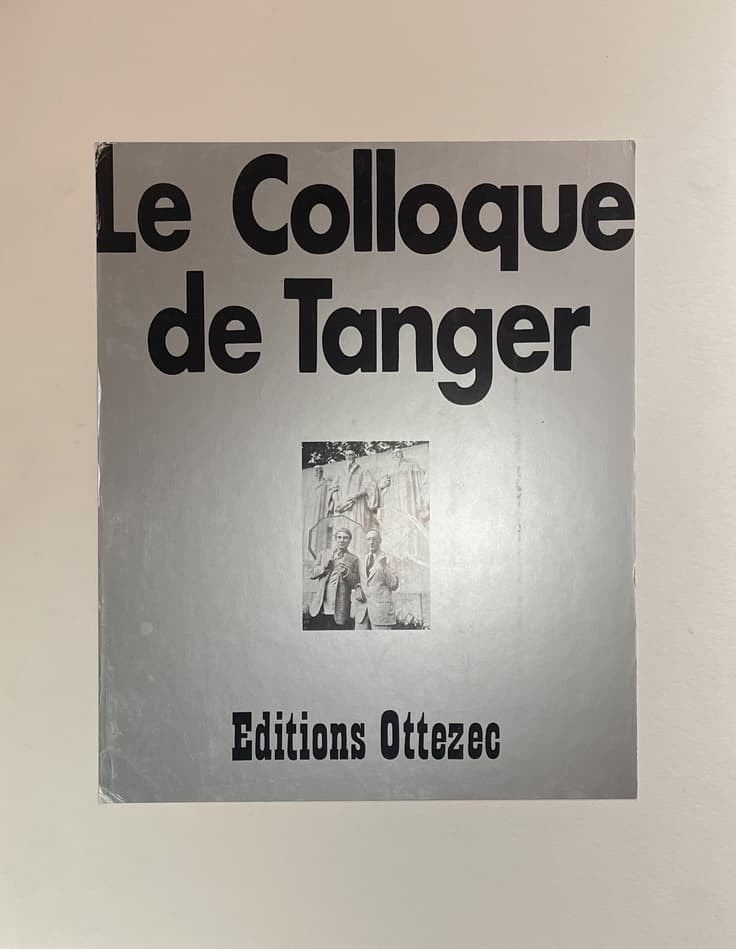 Le Colloque
de Tanger
Editions Ottezec